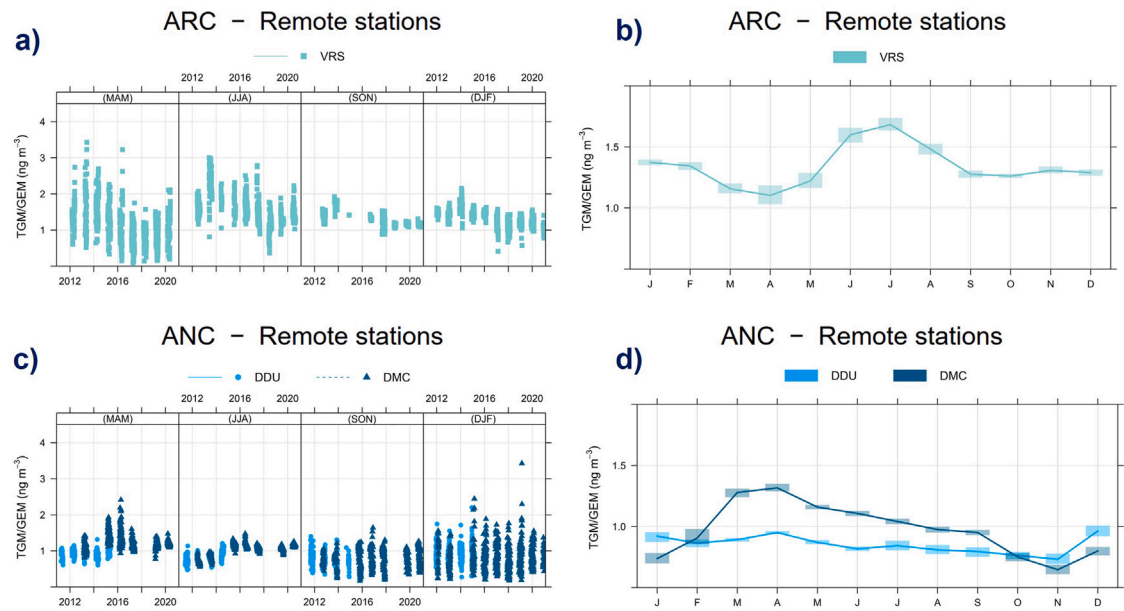 ARC – Remote stations
a)
VRS
2012 2016 2020 2012 2016 2020
(MAM) (JJA) (SON) (DJF)
TGM/GEM (ng m⁻³)
4
3
2
1
2012 2016 2020 2012 2016 2020
ARC – Remote stations
b)
VRS
TGM/GEM (ng m⁻³)
1.5
1.0
J F M A M J J A S O N D
ANC – Remote stations
c)
DDU DMC
2012 2016 2020 2012 2016 2020
(MAM) (JJA) (SON) (DJF)
TGM/GEM (ng m⁻³)
4
3
2
1
2012 2016 2020 2012 2016 2020
ANC – Remote stations
d)
DDU DMC
TGM/GEM (ng m⁻³)
1.5
1.0
J F M A M J J A S O N D